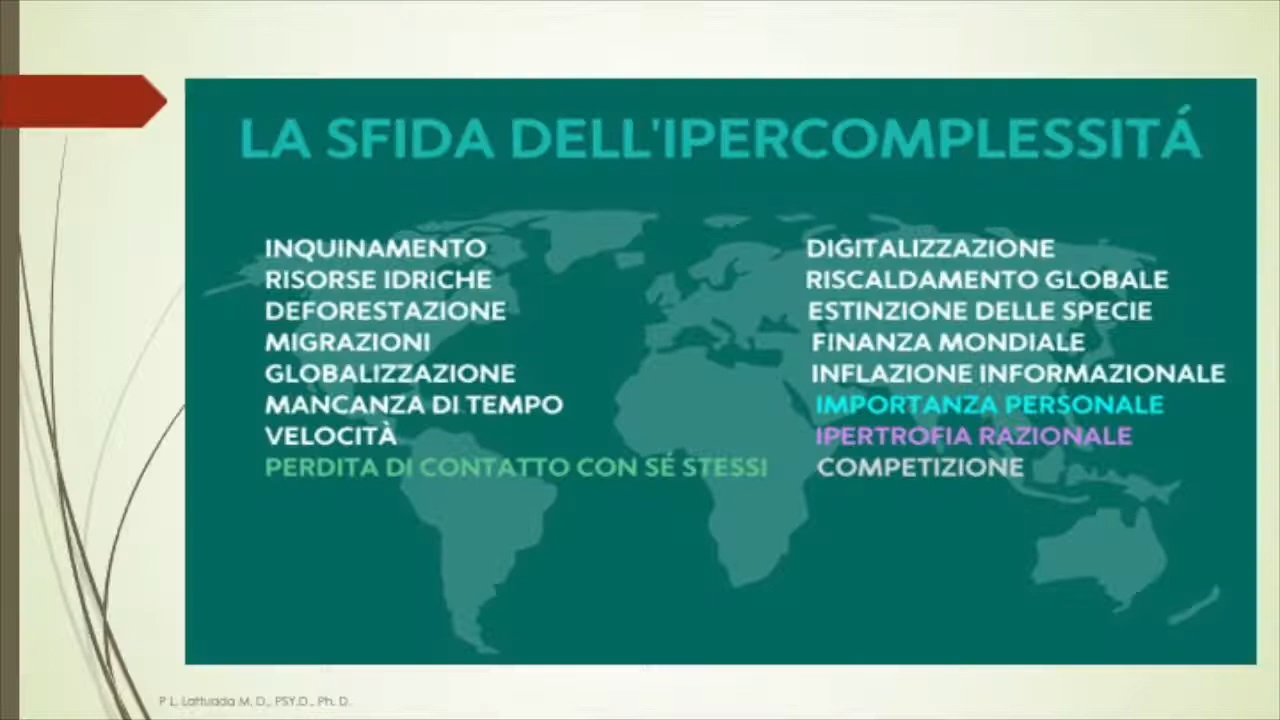 LA SFIDA DELL'IPERCOMPLESSITÁ
INQUINAMENTO
RISORSE IDRICHE
DEFORESTAZIONE
MIGRAZIONI
GLOBALIZZAZIONE
MANCANZA DI TEMPO
VELOCITÀ
PERDITA DI CONTATTO CON SÉ STESSI
DIGITALIZZAZIONE
RISCALDAMENTO GLOBALE
ESTINZIONE DELLE SPECIE
FINANZA MONDIALE
INFLAZIONE INFORMAZIONALE
IMPORTANZA PERSONALE
IPERTROFIA RAZIONALE
COMPETIZIONE
P L. Lattuada M. D., PSY.D., Ph. D.